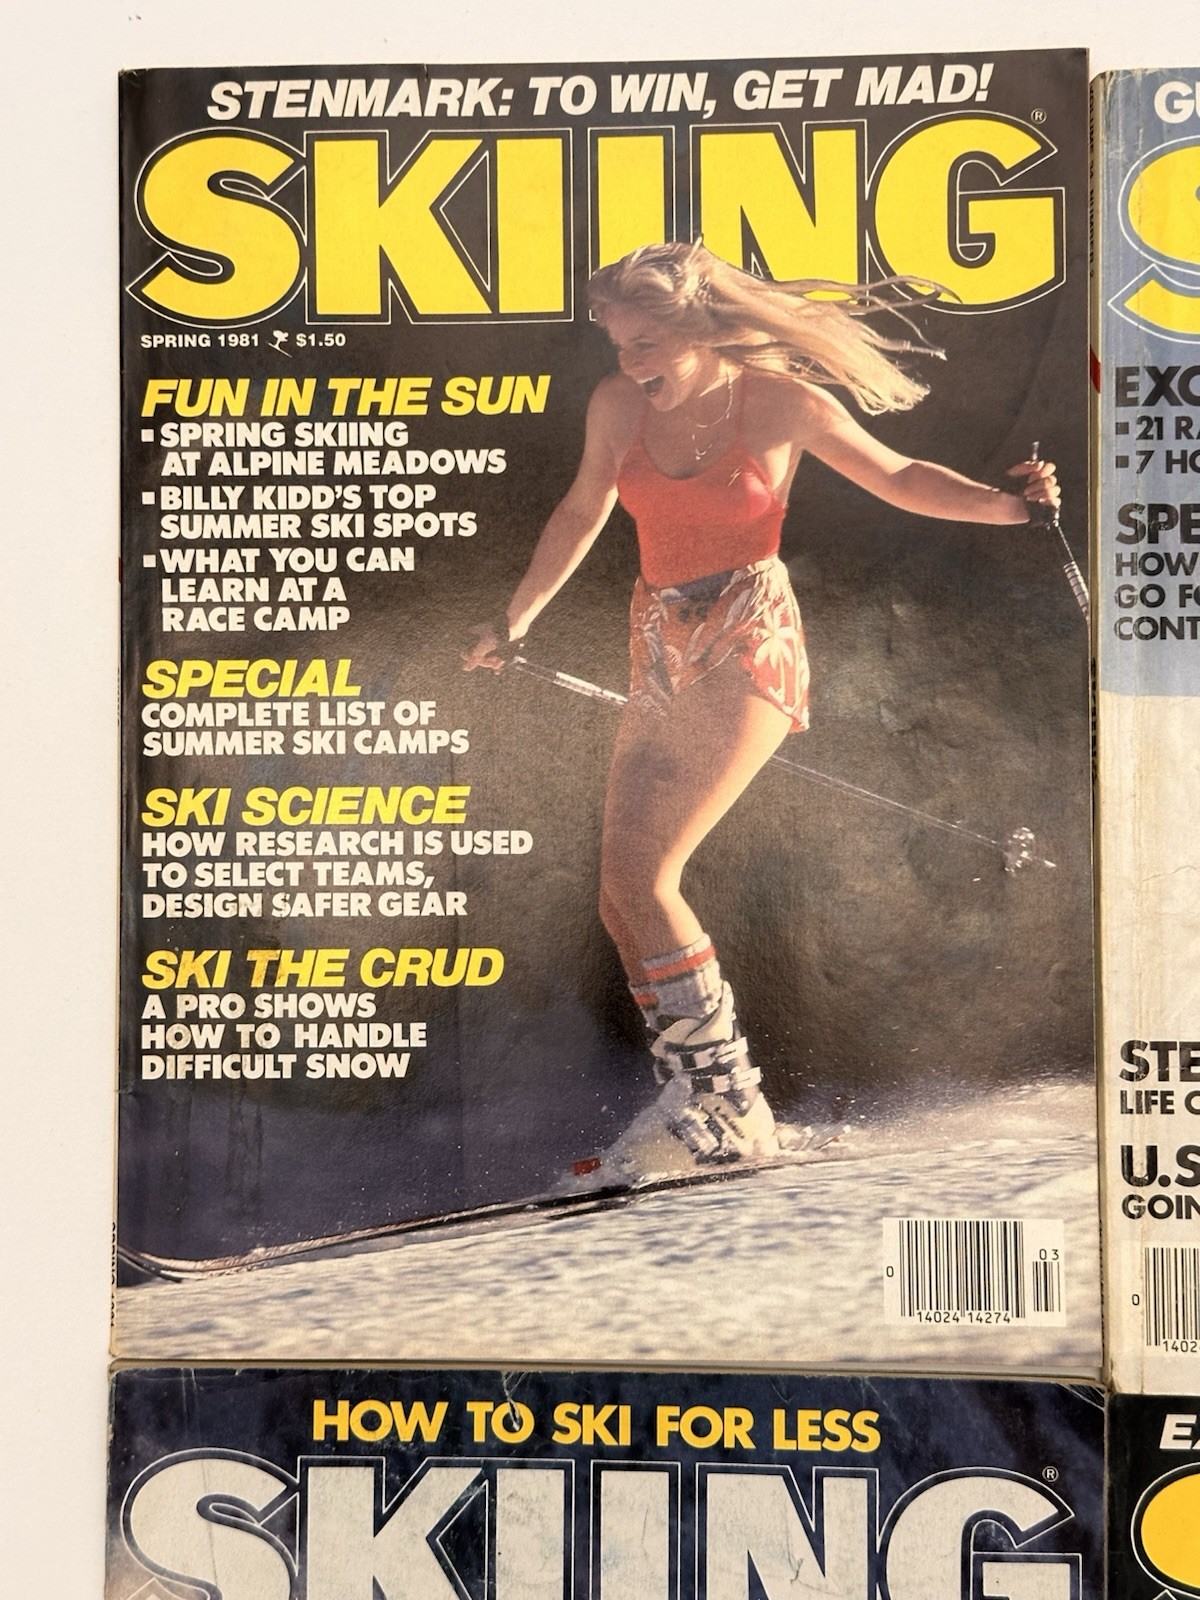 STENMARK: TO WIN, GET MAD!
SKIING®
SPRING 1981 $1.50
FUN IN THE SUN
▪ SPRING SKIING
AT ALPINE MEADOWS
▪ BILLY KIDD'S TOP
SUMMER SKI SPOTS
▪ WHAT YOU CAN
LEARN AT A
RACE CAMP
SPECIAL
COMPLETE LIST OF
SUMMER SKI CAMPS
SKI SCIENCE
HOW RESEARCH IS USED
TO SELECT TEAMS,
DESIGN SAFER GEAR
SKI THE CRUD
A PRO SHOWS
HOW TO HANDLE
DIFFICULT SNOW
03
0
14024 14274
HOW TO SKI FOR LESS
SKIING®
HOW
LIFE
U.S
0